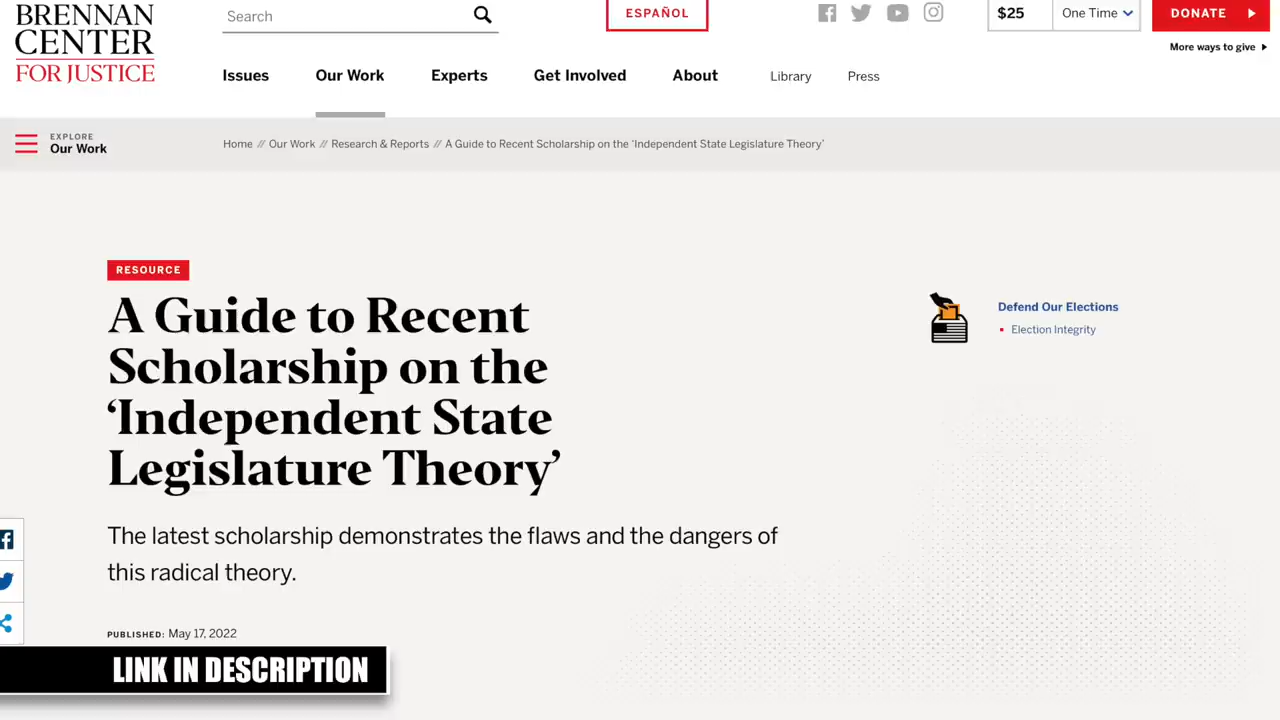 BRENNAN
CENTER
FOR JUSTICE
Search
ESPAÑOL
$25
One Time
DONATE
More ways to give
Issues
Our Work
Experts
Get Involved
About
Library
Press
EXPLORE
Our Work
Home // Our Work // Research & Reports // A Guide to Recent Scholarship on the ‘Independent State Legislature Theory’
RESOURCE
A Guide to Recent
Scholarship on the
‘Independent State
Legislature Theory’
Defend Our Elections
Election Integrity
The latest scholarship demonstrates the flaws and the dangers of
this radical theory.
PUBLISHED: May 17, 2022
LINK IN DESCRIPTION